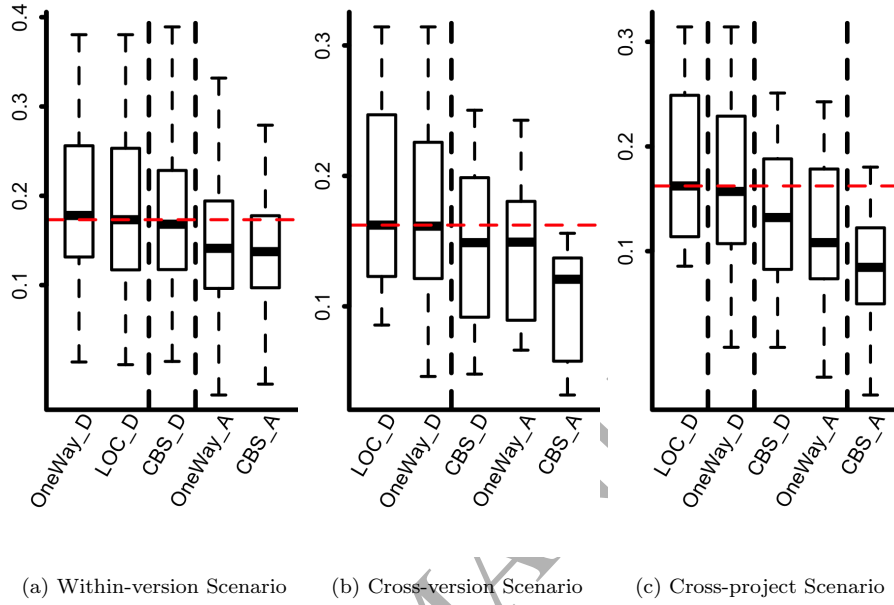 0.4
0.3
0.2
0.1
OneWay_D
LOC_D
CBS_D
OneWay_A
CBS_A
0.3
0.2
0.1
LOC_D
OneWay_D
CBS_D
OneWay_A
CBS_A
0.3
0.2
0.1
LOC_D
OneWay_D
CBS_D
OneWay_A
CBS_A
(a) Within-version Scenario
(b) Cross-version Scenario
(c) Cross-project Scenario
MA